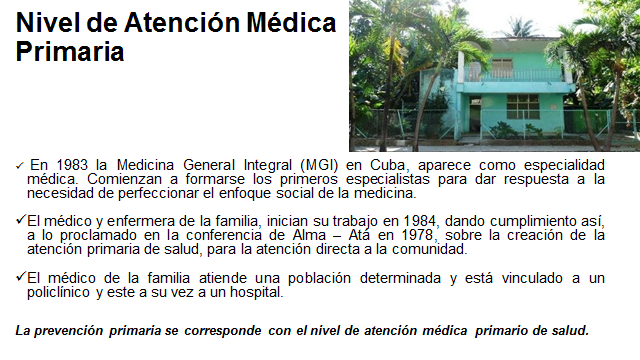 Nivel de Atención Médica
Primaria
✓ En 1983 la Medicina General Integral (MGI) en Cuba, aparece como especialidad
médica. Comienzan a formarse los primeros especialistas para dar respuesta a la
necesidad de perfeccionar el enfoque social de la medicina.
✓El médico y enfermera de la familia, inician su trabajo en 1984, dando cumplimiento así,
a lo proclamado en la conferencia de Alma – Atá en 1978, sobre la creación de la
atención primaria de salud, para la atención directa a la comunidad.
✓El médico de la familia atiende una población determinada y está vinculado a un
policlínico y este a su vez a un hospital.
La prevención primaria se corresponde con el nivel de atención médica primario de salud.